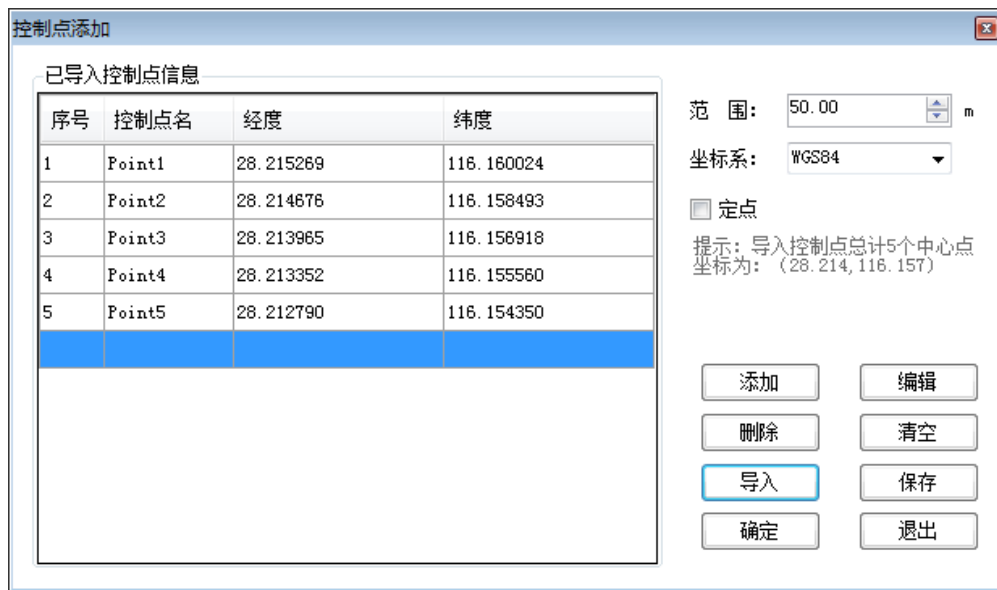 控制点添加
已导入控制点信息
序号 控制点名 经度 纬度
1 Point1 28.215269 116.160024
2 Point2 28.214676 116.158493
3 Point3 28.213965 116.156918
4 Point4 28.213352 116.155560
5 Point5 28.212790 116.154350
范 围: 50.00 m
坐标系: WGS84
定点
提示: 导入控制点总计5个中心点
坐标为: (28.214,116.157)
添加 编辑
删除 清空
导入 保存
确定 退出